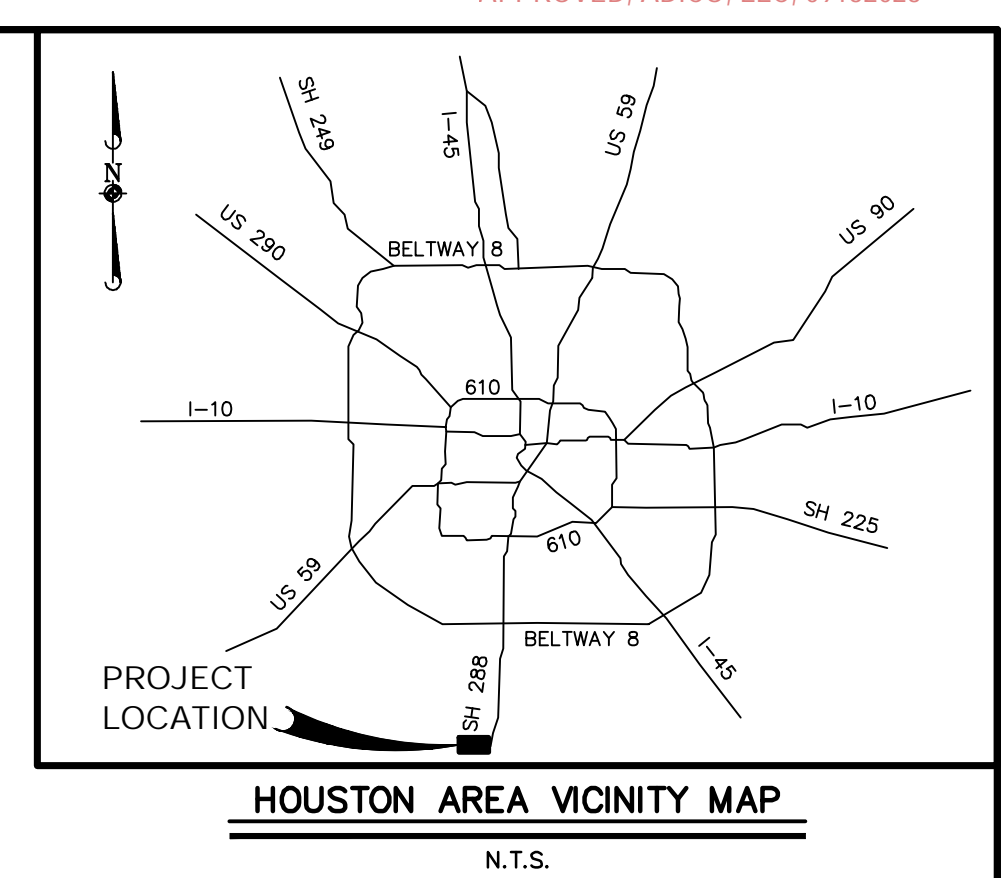 SH 249
I-45
US 59
N
US 290
BELTWAY 8
US 90
610
I-10
I-10
SH 225
610
US 59
BELTWAY 8
I-45
SH 288
PROJECT
LOCATION
HOUSTON AREA VICINITY MAP
N.T.S.